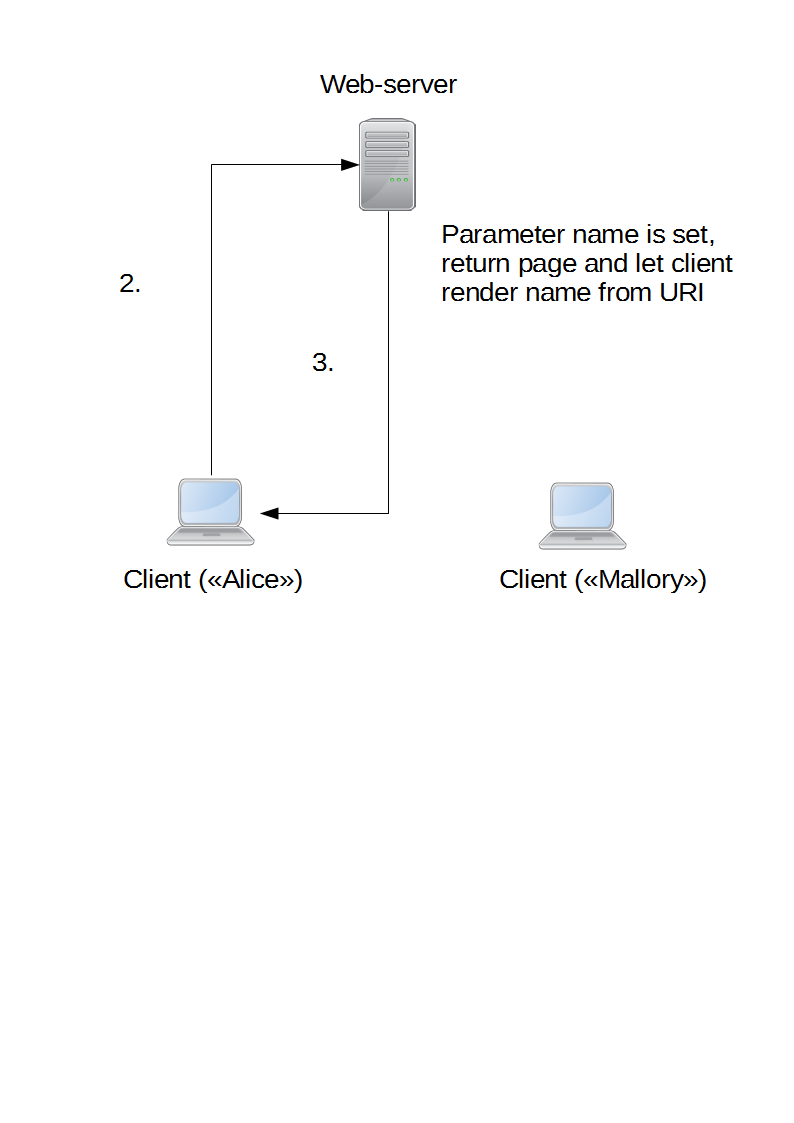 Web-server
Parameter name is set,
return page and let client
render name from URI
2.
3.
Client («Alice»)
Client («Mallory»)